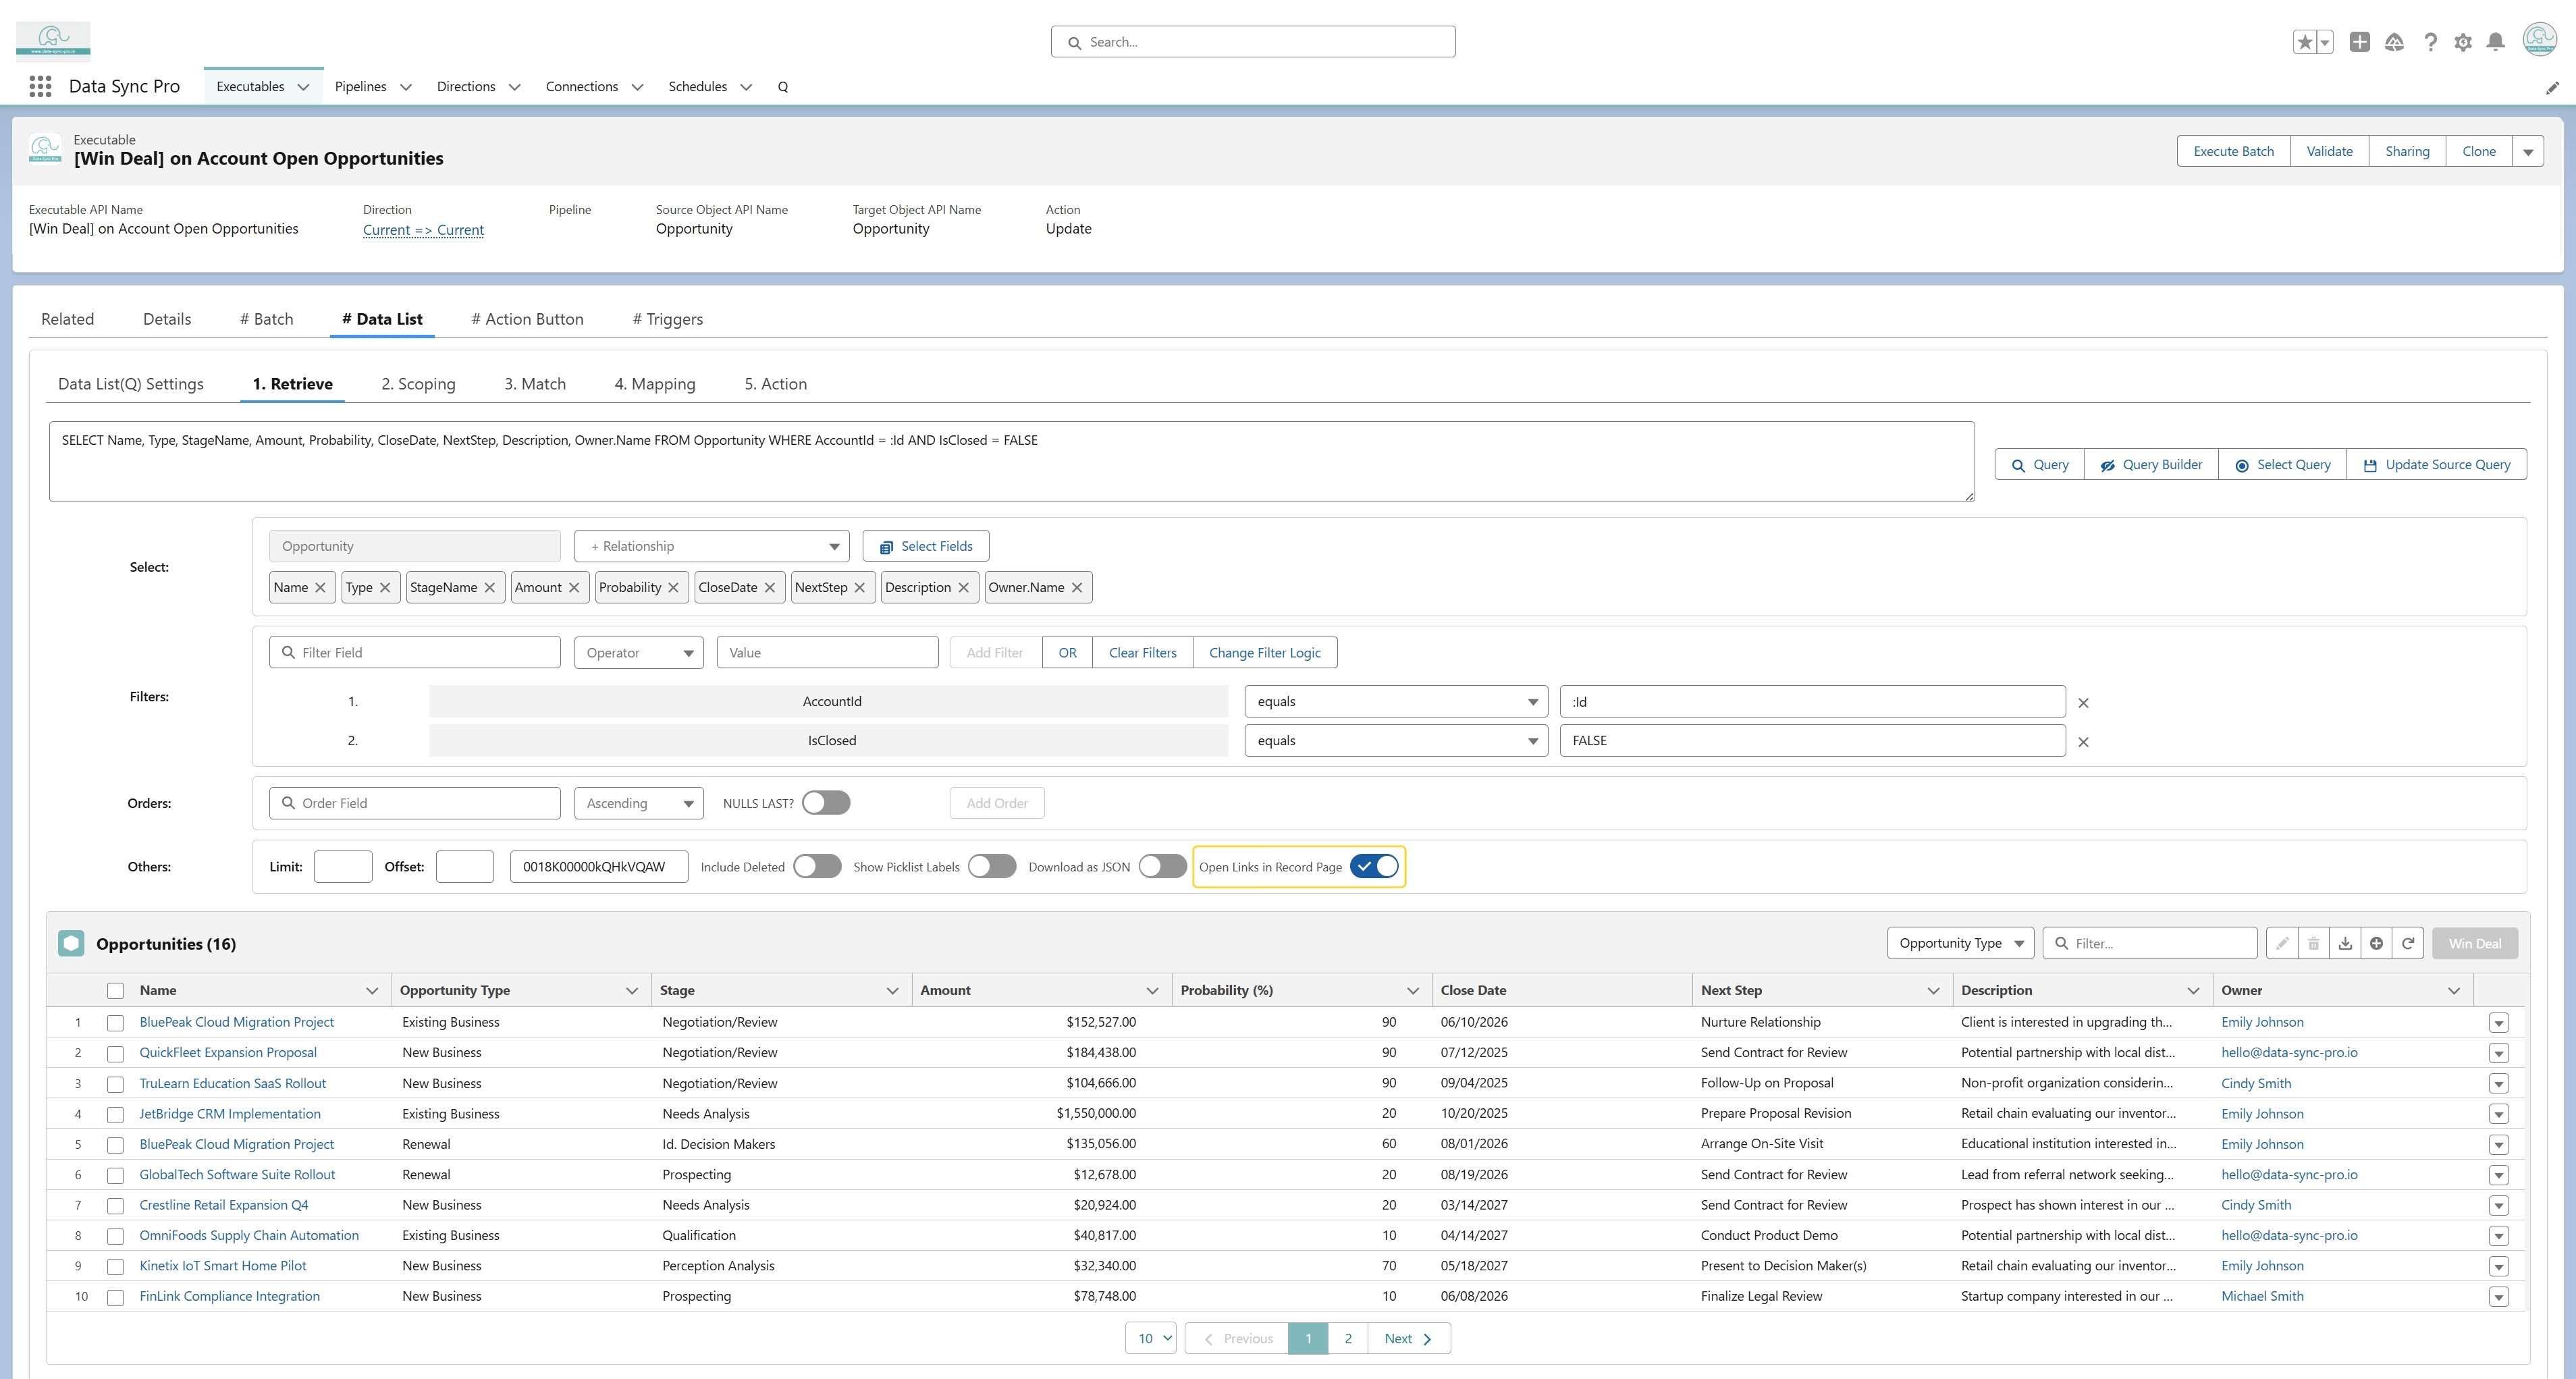 www.data-sync-pro.io
Search...
Data Sync Pro
Executables Pipelines Directions Connections Schedules Q
Executable
[Win Deal] on Account Open Opportunities
Execute Batch Validate Sharing Clone
Executable API Name Direction Pipeline Source Object API Name Target Object API Name Action
[Win Deal] on Account Open Opportunities Current => Current Opportunity Opportunity Update
Related Details # Batch # Data List # Action Button # Triggers
Data List(Q) Settings 1. Retrieve 2. Scoping 3. Match 4. Mapping 5. Action
SELECT Name, Type, StageName, Amount, Probability, CloseDate, NextStep, Description, Owner.Name FROM Opportunity WHERE AccountId = :Id AND IsClosed = FALSE
Query Query Builder Select Query Update Source Query
Select:
Opportunity + Relationship Select Fields
Name Type StageName Amount Probability CloseDate NextStep Description Owner.Name
Filters:
Filter Field Operator Value Add Filter OR Clear Filters Change Filter Logic
1. AccountId equals :Id
2. IsClosed equals FALSE
Orders: Order Field Ascending NULLS LAST? Add Order
Others: Limit: Offset: 0018K00000kQHkVQAW Include Deleted Show Picklist Labels Download as JSON Open Links in Record Page
Opportunities (16) Opportunity Type Filter... Win Deal
Name Opportunity Type Stage Amount Probability (%) Close Date Next Step Description Owner
1 BluePeak Cloud Migration Project Existing Business Negotiation/Review $152,527.00 90 06/10/2026 Nurture Relationship Client is interested in upgrading th... Emily Johnson
2 QuickFleet Expansion Proposal New Business Negotiation/Review $184,438.00 90 07/12/2025 Send Contract for Review Potential partnership with local dist... hello@data-sync-pro.io
3 TruLearn Education SaaS Rollout New Business Negotiation/Review $104,666.00 90 09/04/2025 Follow-Up on Proposal Non-profit organization considerin... Cindy Smith
4 JetBridge CRM Implementation Existing Business Needs Analysis $1,550,000.00 20 10/20/2025 Prepare Proposal Revision Retail chain evaluating our inventor... Emily Johnson
5 BluePeak Cloud Migration Project Renewal Id. Decision Makers $135,056.00 60 08/01/2026 Arrange On-Site Visit Educational institution interested in... Emily Johnson
6 GlobalTech Software Suite Rollout Renewal Prospecting $12,678.00 20 08/19/2026 Send Contract for Review Lead from referral network seeking... hello@data-sync-pro.io
7 Crestline Retail Expansion Q4 New Business Needs Analysis $20,924.00 20 03/14/2027 Send Contract for Review Prospect has shown interest in our ... Cindy Smith
8 OmniFoods Supply Chain Automation Existing Business Qualification $40,817.00 10 04/14/2027 Conduct Product Demo Potential partnership with local dist... hello@data-sync-pro.io
9 Kinetix IoT Smart Home Pilot New Business Perception Analysis $32,340.00 70 05/18/2027 Present to Decision Maker(s) Retail chain evaluating our inventor... Emily Johnson
10 FinLink Compliance Integration New Business Prospecting $78,748.00 10 06/08/2026 Finalize Legal Review Startup company interested in our ... Michael Smith
10 Previous 1 2 Next